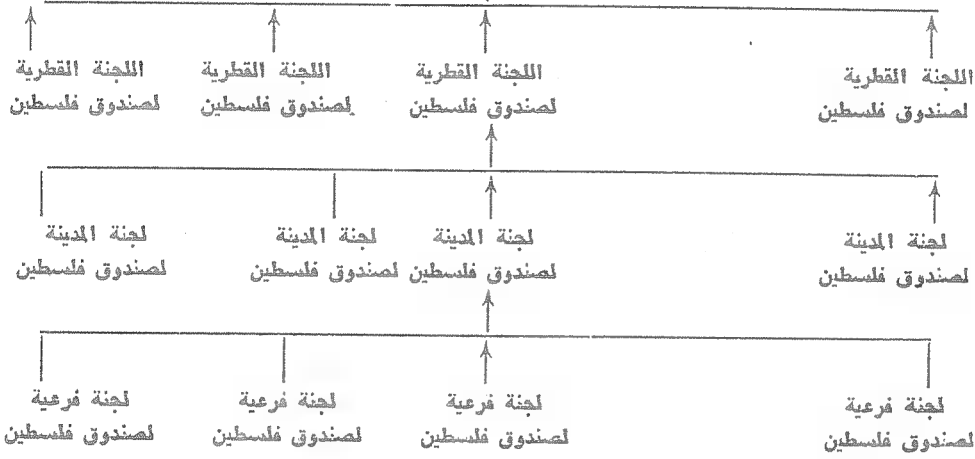 اللجنة القطرية اللجنة القطرية اللجنة القطرية اللجنة القطرية
لصندوق فلسطين لصندوق فلسطين لصندوق فلسطين لصندوق فلسطين
لجنة المدينة لجنة المدينة لجنة المدينة لجنة المدينة
لصندوق فلسطين لصندوق فلسطين لصندوق فلسطين لصندوق فلسطين
لجنة فرعية لجنة فرعية لجنة فرعية لجنة فرعية
لصندوق فلسطين لصندوق فلسطين لصندوق فلسطين لصندوق فلسطين